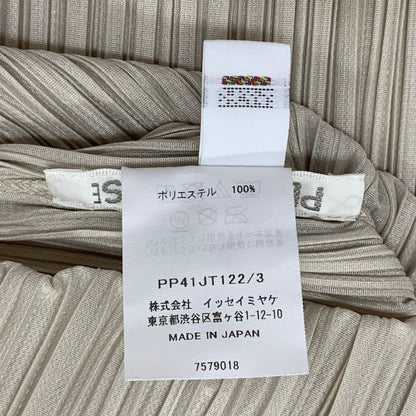 ポリエステル 100%
PP41JT122/3
株式会社 イッセイミヤケ
東京都渋谷区富ヶ谷1-12-10
MADE IN JAPAN
7579018